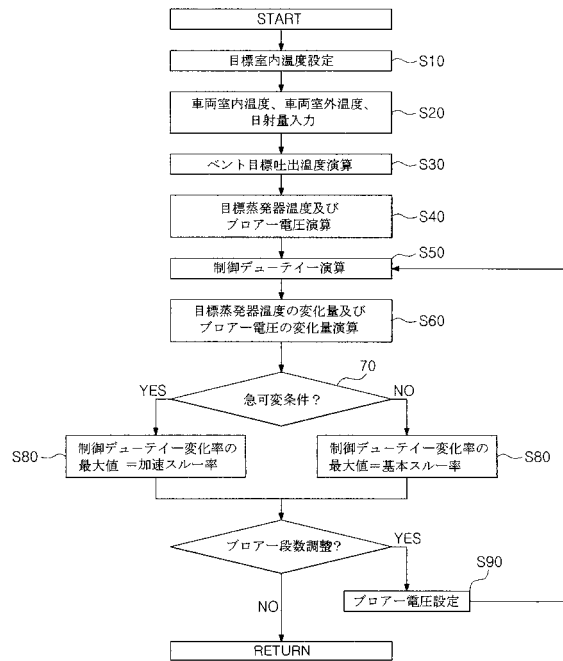 START
目標室内温度設定
S10
車両室内温度、車両室外温度、
日射量入力
S20
ベント目標吐出温度演算
S30
目標蒸発器温度及び
ブロアー電圧演算
S40
S50
制御デューテイー演算
目標蒸発器温度の変化量及び
ブロアー電圧の変化量演算
S60
70
YES
急可変条件？
NO
S80
制御デューテイー変化率の
最大値 ＝加速スルー率
制御デューテイー変化率の
最大値＝基本スルー率
S80
ブロアー段数調整？
YES
S90
NO
ブロアー電圧設定
RETURN